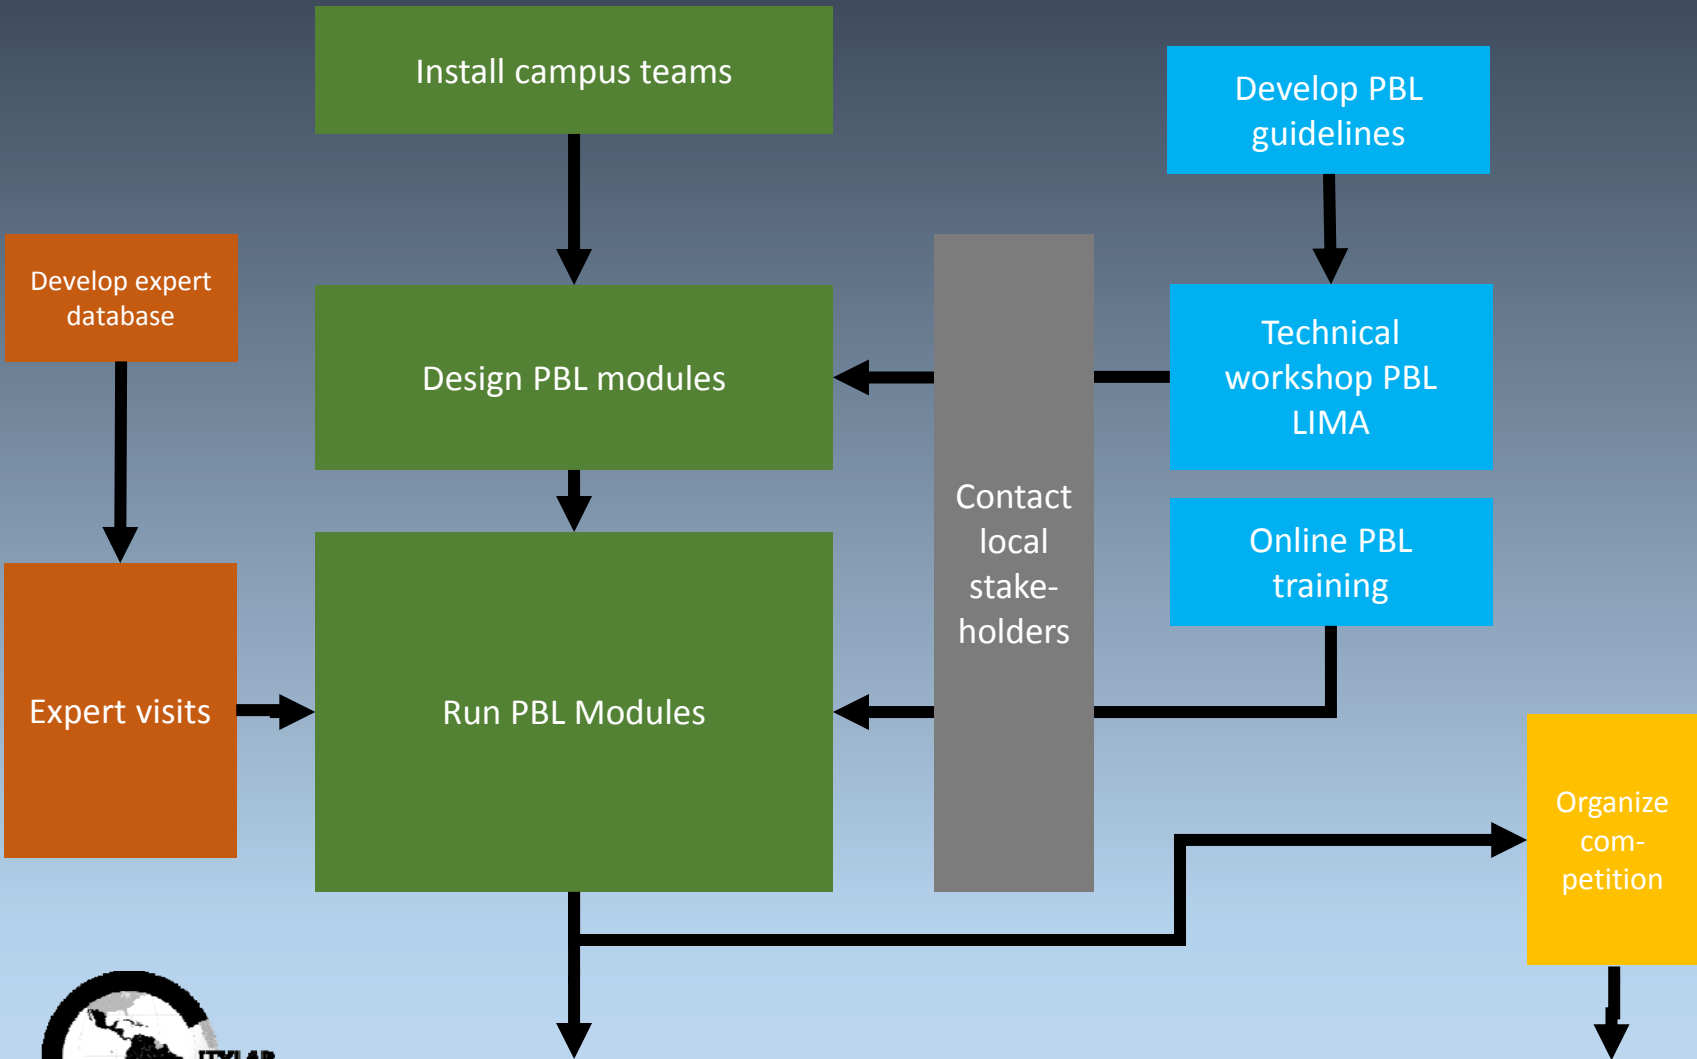 Install campus teams
Develop PBL
guidelines
Develop expert
database
Design PBL modules
Technical
workshop PBL
LIMA
Contact
local
stake-
holders
Online PBL
training
Expert visits
Run PBL Modules
Organize
com-
petition